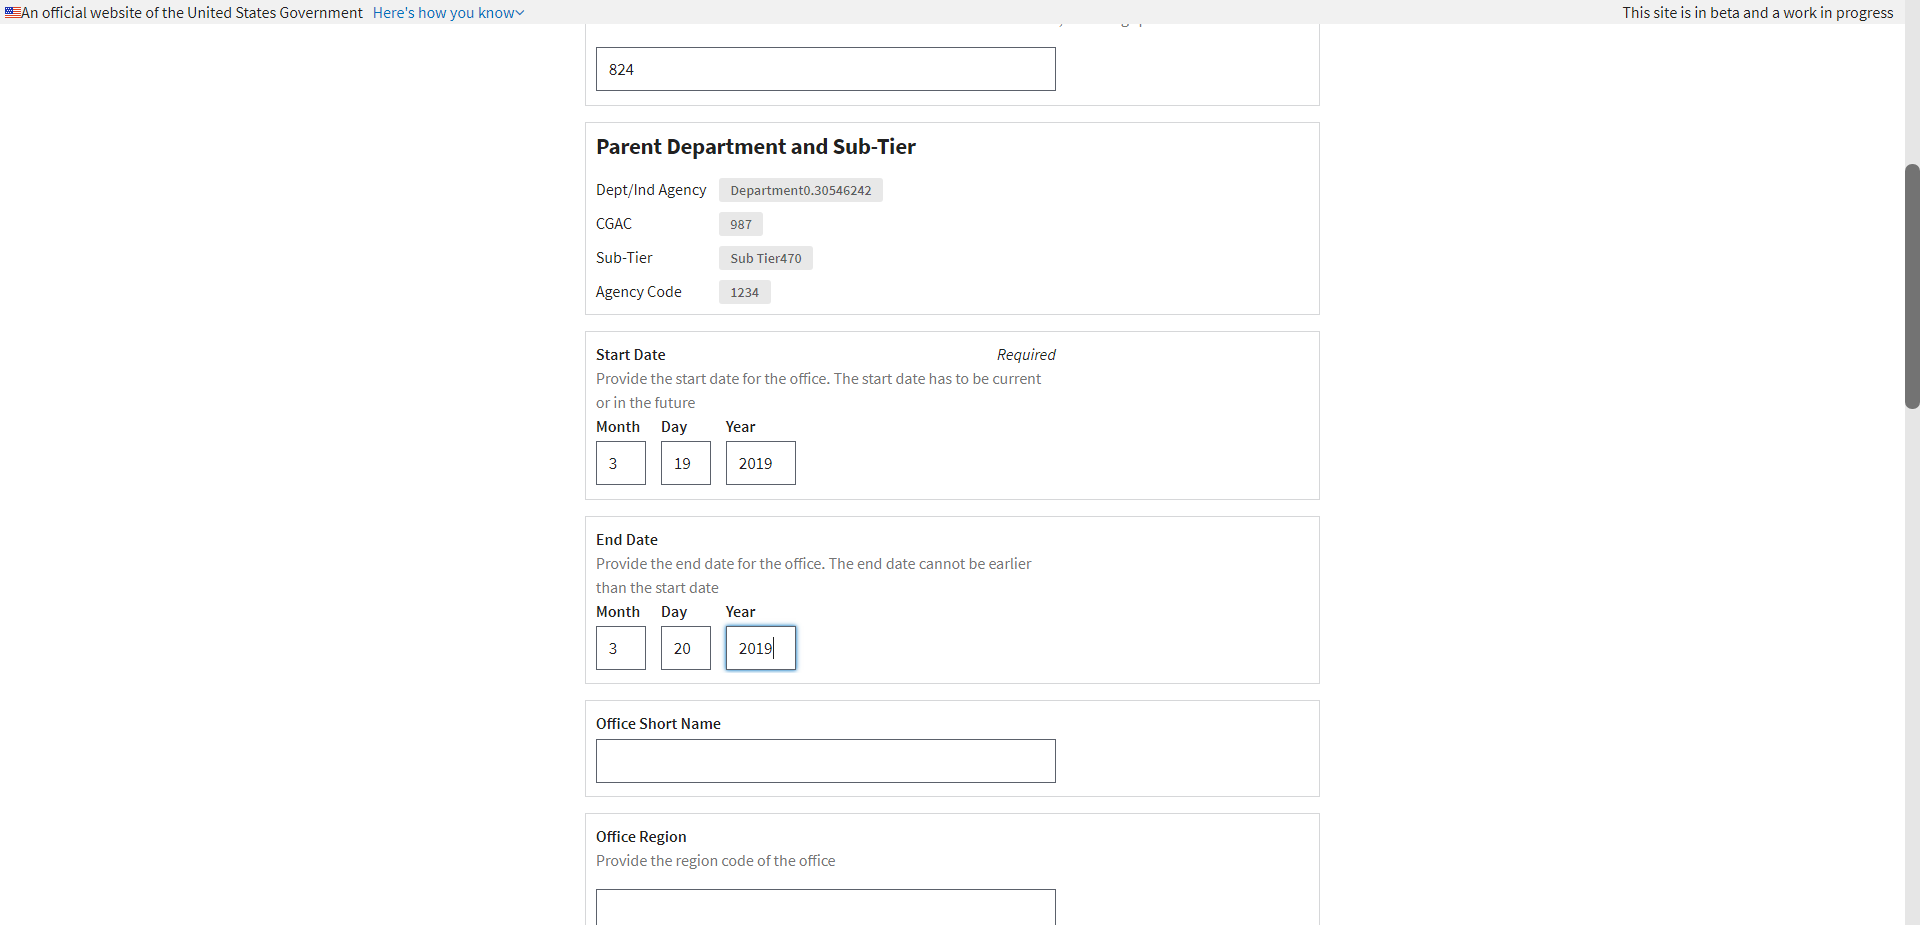 An official website of the United States Government Here's how you know
This site is in beta and a work in progress
824
Parent Department and Sub-Tier
Dept/Ind Agency Department0.30546242
CGAC 987
Sub-Tier Sub Tier470
Agency Code 1234
Start Date Required
Provide the start date for the office. The start date has to be current
or in the future
Month Day Year
3 19 2019
End Date
Provide the end date for the office. The end date cannot be earlier
than the start date
Month Day Year
3 20 2019
Office Short Name
Office Region
Provide the region code of the office